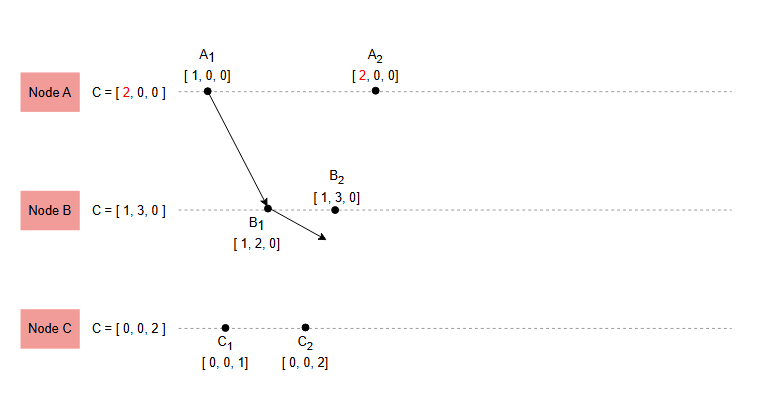 A1
[ 1, 0, 0]
A2
[ 2, 0, 0]
Node A
C = [ 2, 0, 0 ]
B2
[ 1, 3, 0]
Node B
C = [ 1, 3, 0 ]
B1
[ 1, 2, 0]
Node C
C = [ 0, 0, 2 ]
C1
[ 0, 0, 1]
C2
[ 0, 0, 2]